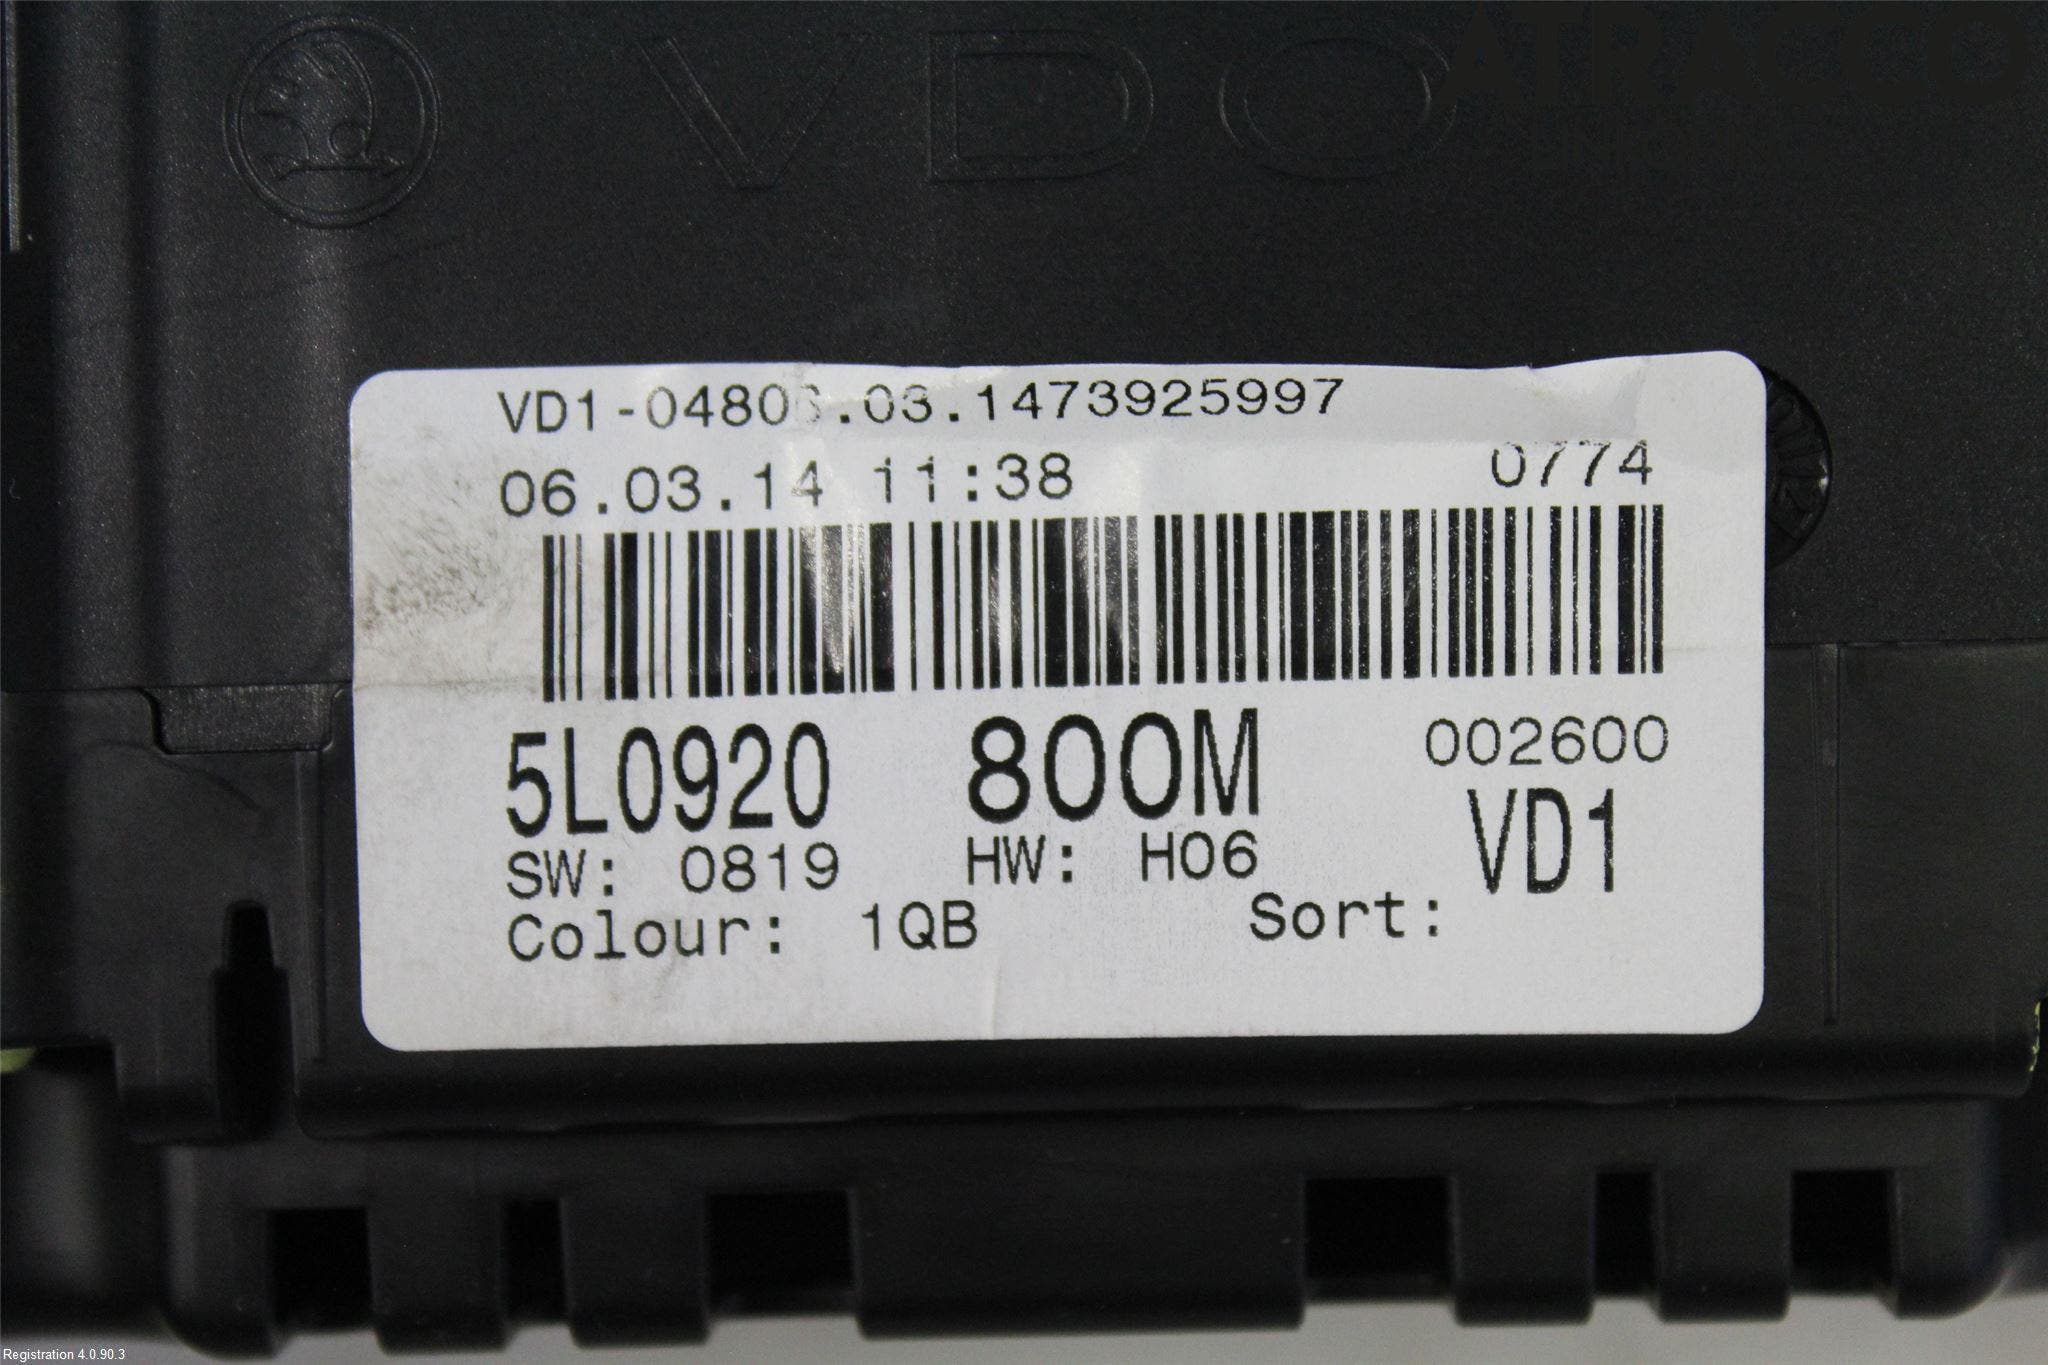 VDO
VD1-04806.03.1473925997
06.03.14 11:38 0774
5L0920 800M 002600
SW: 0819 HW: H06 VD1
Colour: 1QB Sort:
Registration 4.0.90.3